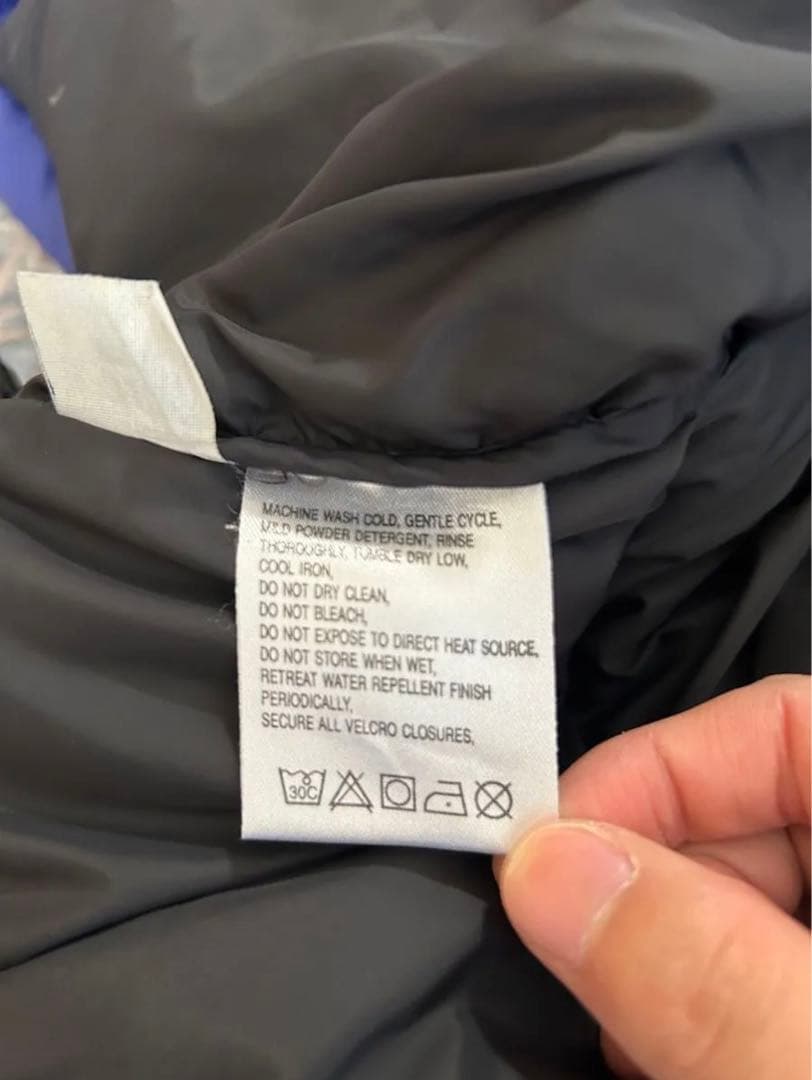 MACHINE WASH COLD, GENTLE CYCLE,
MILD POWDER DETERGENT, RINSE
THOROUGHLY, TUMBLE DRY LOW,
COOL IRON,
DO NOT DRY CLEAN,
DO NOT BLEACH,
DO NOT EXPOSE TO DIRECT HEAT SOURCE,
DO NOT STORE WHEN WET,
RETREAT WATER REPELLENT FINISH
PERIODICALLY,
SECURE ALL VELCRO CLOSURES,
30C